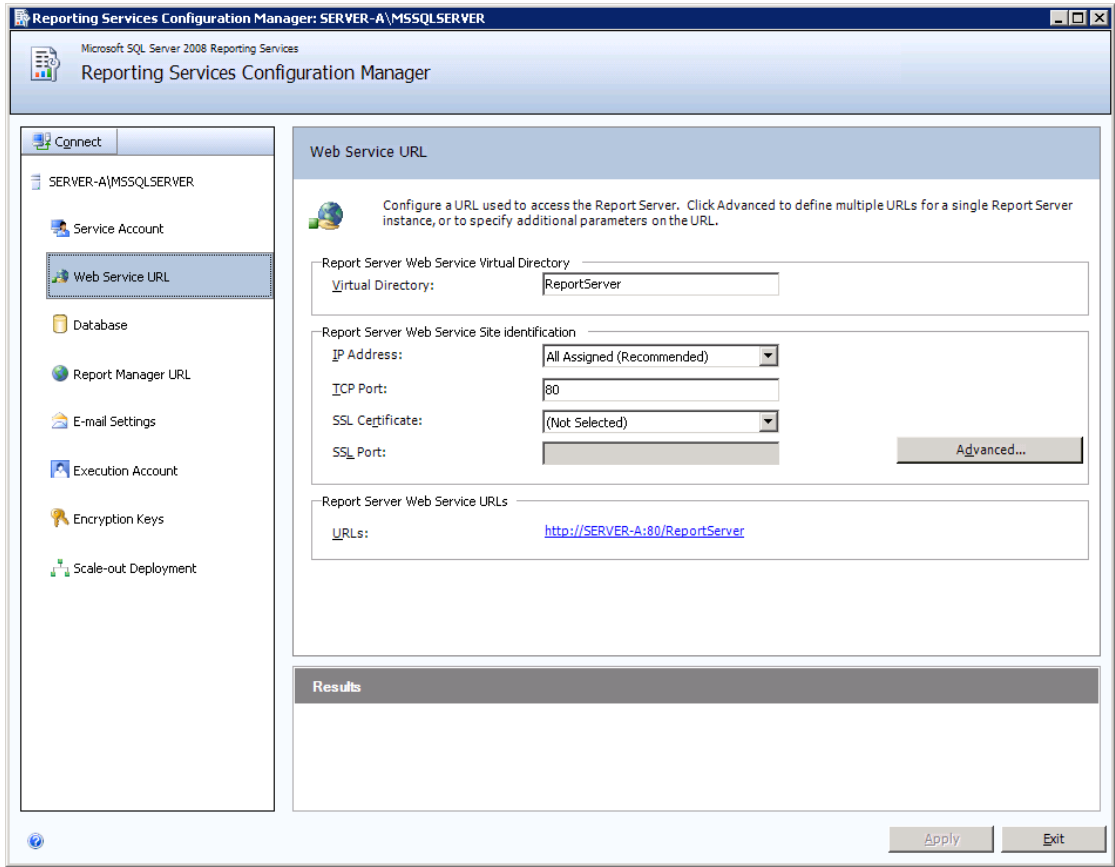 Reporting Services Configuration Manager: SERVER-A\MSSQLSERVER
Microsoft SQL Server 2008 Reporting Services
Reporting Services Configuration Manager
Connect
SERVER-A\MSSQLSERVER
Service Account
Web Service URL
Database
Report Manager URL
E-mail Settings
Execution Account
Encryption Keys
Scale-out Deployment
Web Service URL
Configure a URL used to access the Report Server. Click Advanced to define multiple URLs for a single Report Server
instance, or to specify additional parameters on the URL.
Report Server Web Service Virtual Directory
Virtual Directory: ReportServer
Report Server Web Service Site identification
IP Address: All Assigned (Recommended)
TCP Port: 80
SSL Certificate: (Not Selected)
SSL Port:
Advanced...
Report Server Web Service URLs
URLs: http://SERVER-A:80/ReportServer
Results
Apply Exit